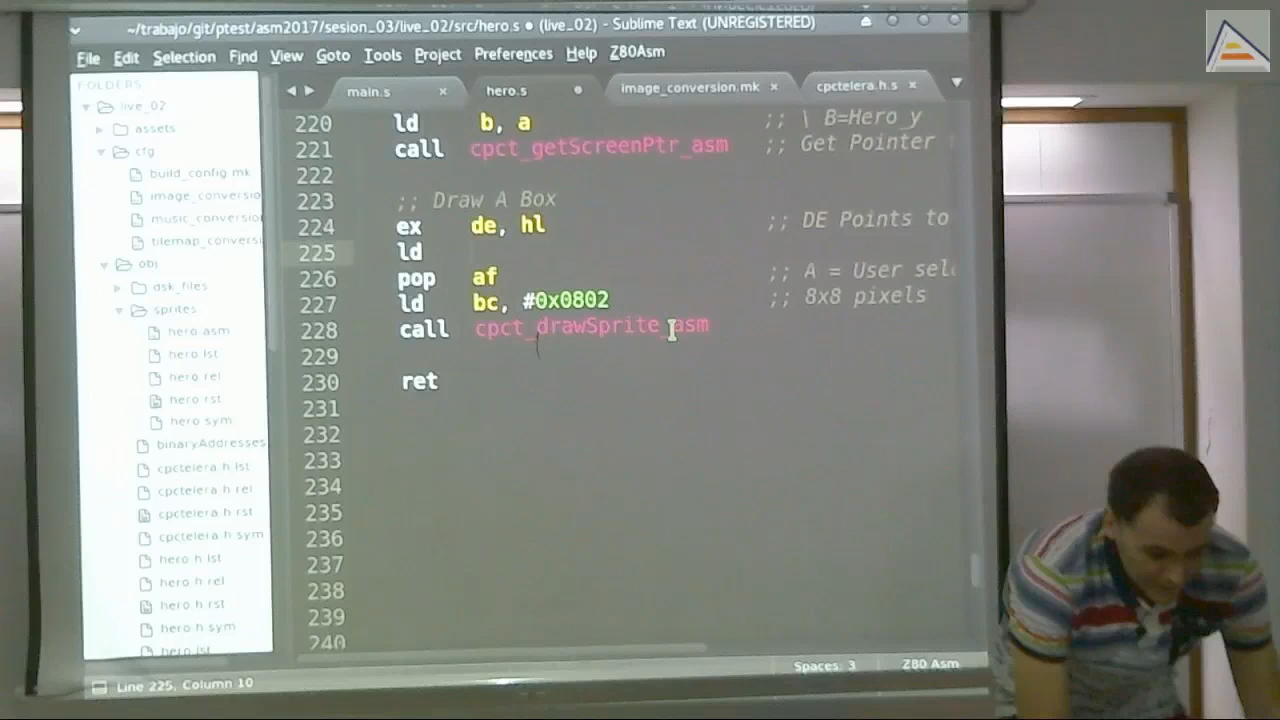 ~/trabajo/git/ptest/asm2017/sesion_03/live_02/src/hero.s • (live_02) - Sublime Text (UNREGISTERED)
File Edit Selection Find View Goto Tools Project Preferences Help Z80Asm
FOLDERS
live_02
assets
cfg
build_config.mk
image_conversio
music_conversio
tilemap_conversi
obj
dsk_files
sprites
hero.asm
hero.lst
hero.rel
hero.rst
hero.sym
binaryAddresses
cpctelera.h.lst
cpctelera.h.rel
cpctelera.h.rst
cpctelera.h.sym
hero.h.lst
hero.h.rel
hero.h.rst
hero.h.sym
hero.lst
main.s × hero.s • image_conversion.mk × cpctelera.h.s ×
220 ld b, a ;; \ B=Hero_y
221 call cpct_getScreenPtr_asm ;; Get Pointer
222
223 ;; Draw A Box
224 ex de, hl ;; DE Points to
225 ld
226 pop af ;; A = User sel
227 ld bc, #0x0802 ;; 8x8 pixels
228 call cpct_drawSprite_asm
229
230 ret
231
232
233
234
235
236
237
238
239
240
Line 225, Column 10 Spaces: 3 Z80 Asm